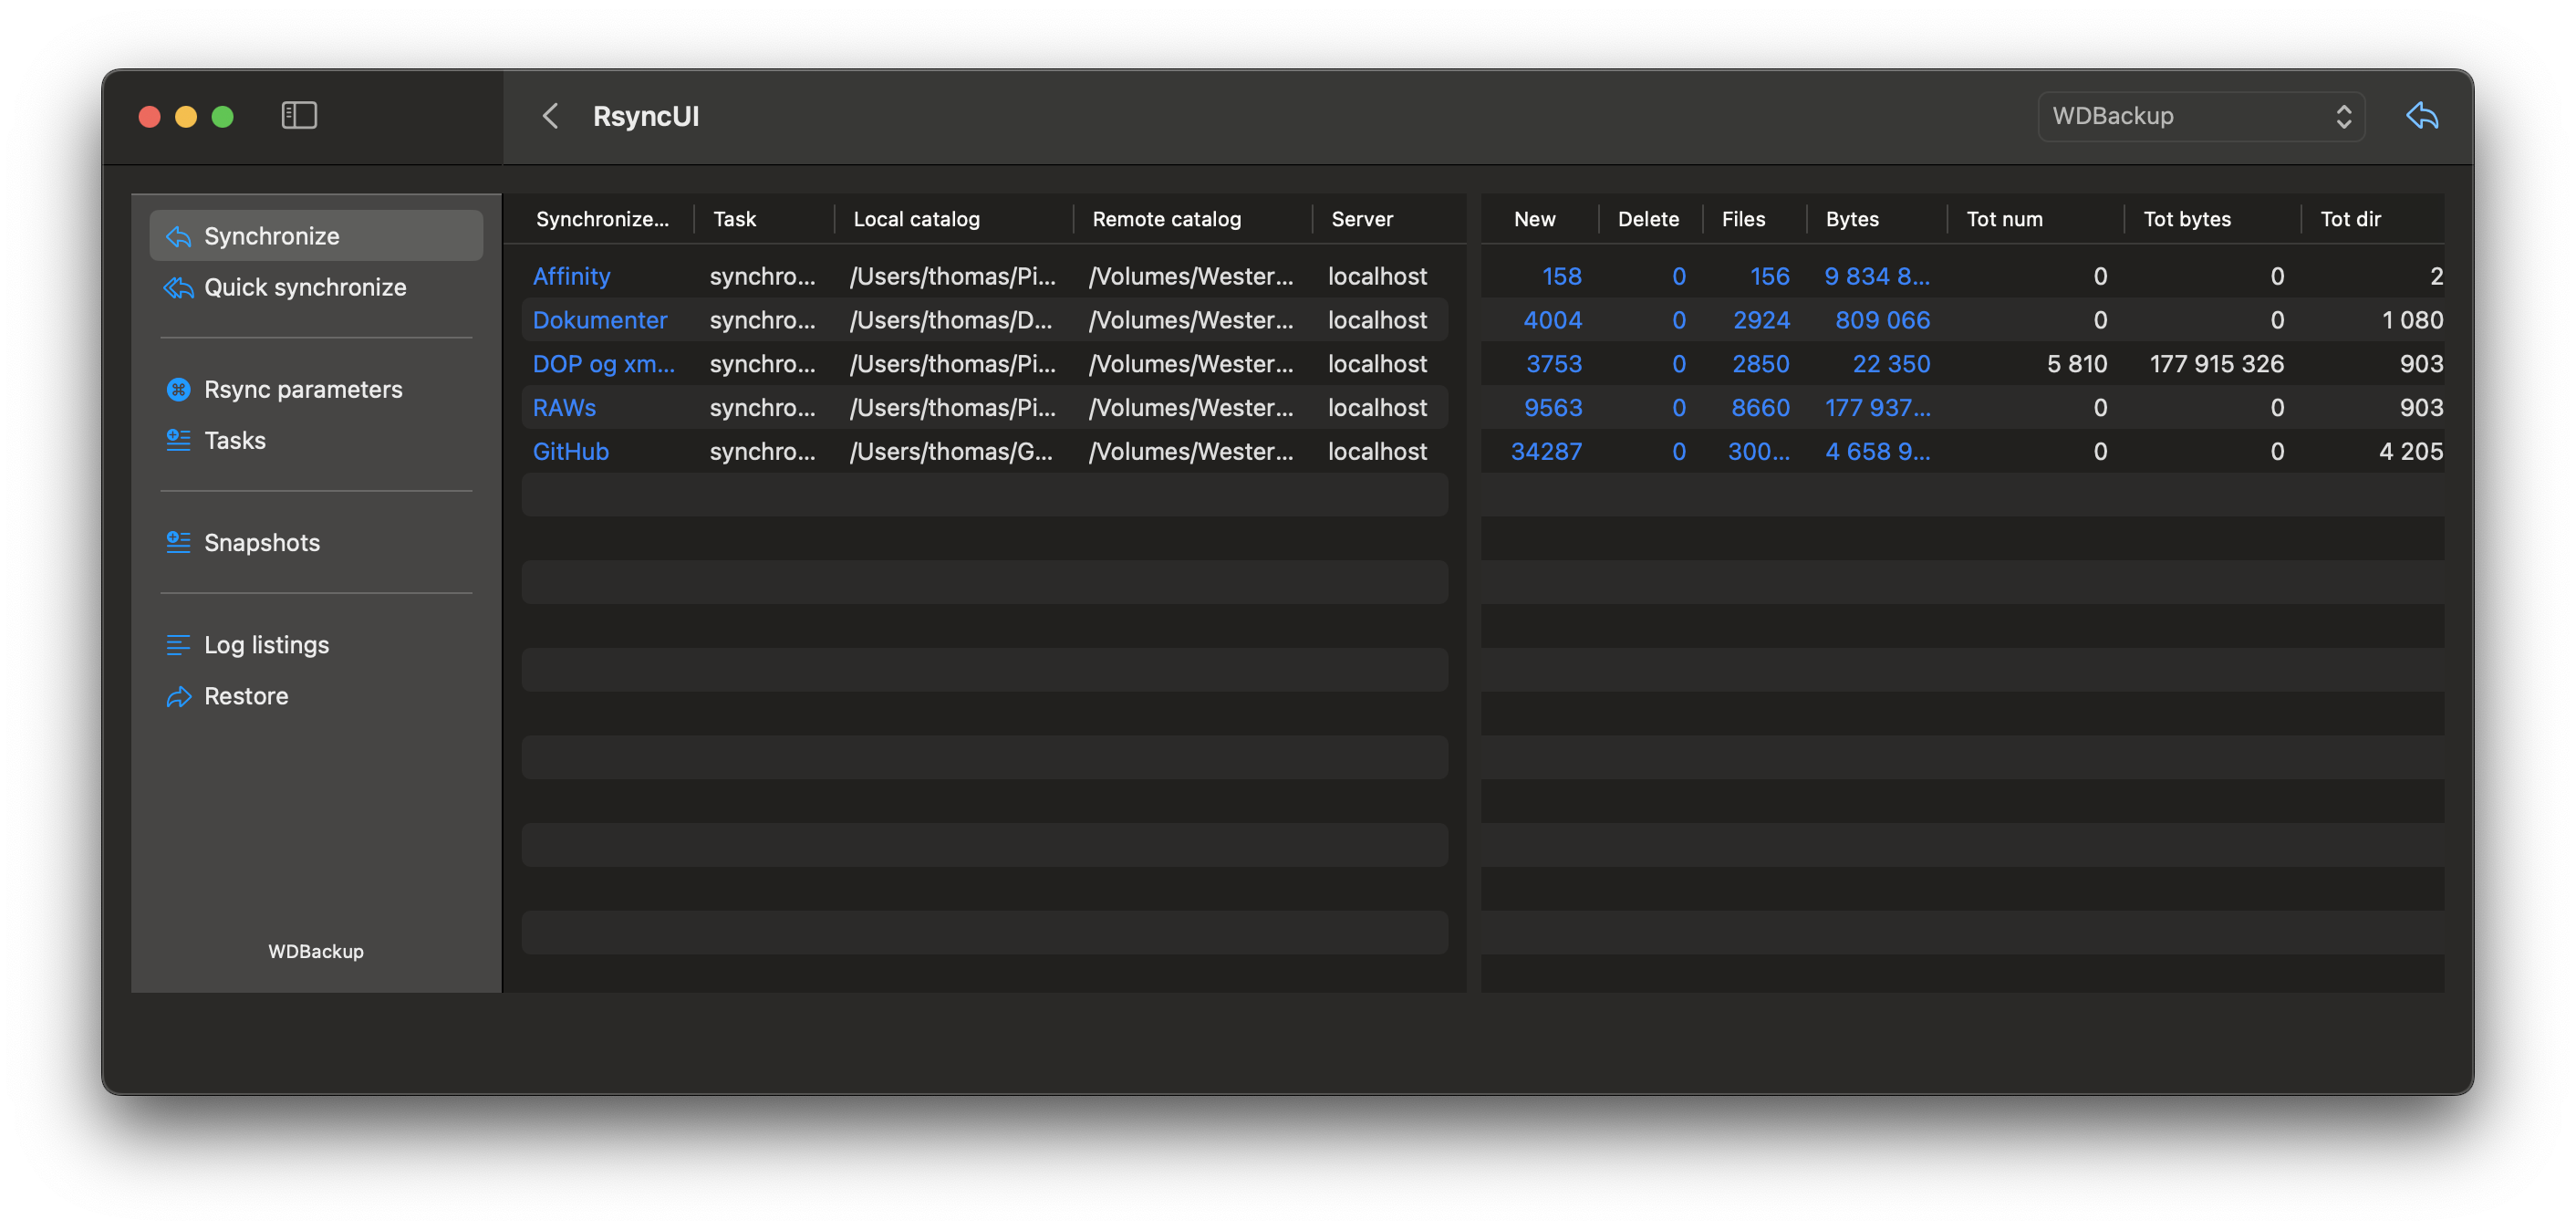 RsyncUI
WDBackup
Synchronize
Quick synchronize
Rsync parameters
Tasks
Snapshots
Log listings
Restore
WDBackup
Synchronize... Task Local catalog Remote catalog Server New Delete Files Bytes Tot num Tot bytes Tot dir
Affinity synchro... /Users/thomas/Pi... /Volumes/Wester... localhost 158 0 156 9 834 8... 0 0 2
Dokumenter synchro... /Users/thomas/D... /Volumes/Wester... localhost 4004 0 2924 809 066 0 0 1 080
DOP og xm... synchro... /Users/thomas/Pi... /Volumes/Wester... localhost 3753 0 2850 22 350 5 810 177 915 326 903
RAWs synchro... /Users/thomas/Pi... /Volumes/Wester... localhost 9563 0 8660 177 937... 0 0 903
GitHub synchro... /Users/thomas/G... /Volumes/Wester... localhost 34287 0 300... 4 658 9... 0 0 4 205